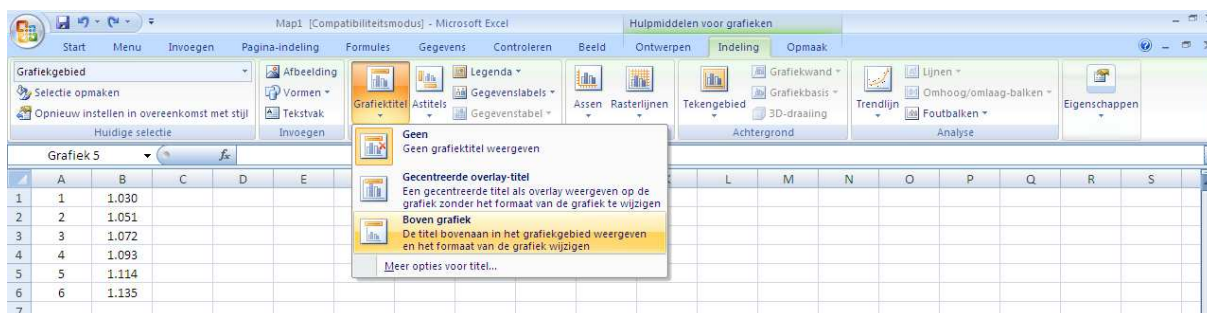 Map1 [Compatibiliteitsmodus] - Microsoft Excel
Hulpmiddelen voor grafieken
Start Menu Invoegen Pagina-indeling Formules Gegevens Controleren Beeld Ontwerpen Indeling Opmaak
Grafiekgebied
Selectie opmaken
Opnieuw instellen in overeenkomst met stijl
Huidige selectie
Afbeelding
Vormen
Tekstvak
Invoegen
Grafiektitel
Astitels
Legenda
Gegevenslabels
Gegevenstabel
Assen
Rasterlijnen
Tekengebied
Grafiekwand
Grafiekbasis
3D-draaiing
Achtergrond
Trendlijn
Lijnen
Omhoog/omlaag-balken
Foutbalken
Analyse
Eigenschappen
Geen
Geen grafiektitel weergeven
Gecentreerde overlay-titel
Een gecentreerde titel als overlay weergeven op de
grafiek zonder het formaat van de grafiek te wijzigen
Boven grafiek
De titel bovenaan in het grafiekgebied weergeven
en het formaat van de grafiek wijzigen
Meer opties voor titel...
Grafiek 5 fx
A B C D E L M N O P Q R S
1 1 1.030
2 2 1.051
3 3 1.072
4 4 1.093
5 5 1.114
6 6 1.135
7